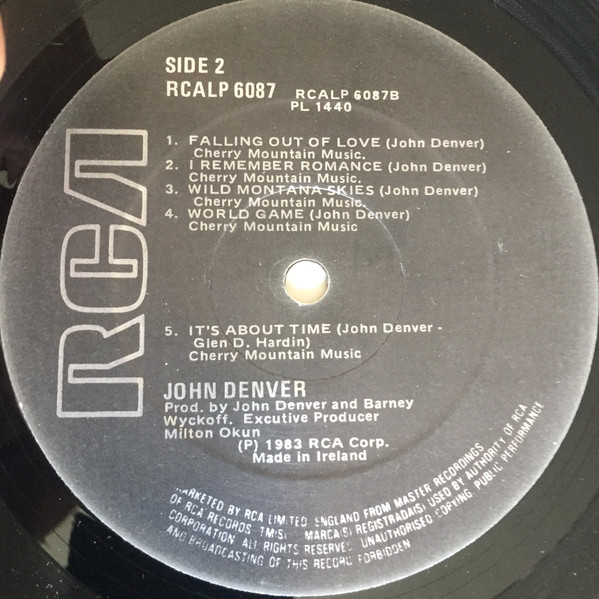 SIDE 2
RCALP 6087 RCALP 6087B
PL 1440
1. FALLING OUT OF LOVE (John Denver)
Cherry Mountain Music.
2. I REMEMBER ROMANCE (John Denver)
Cherry Mountain Music.
3. WILD MONTANA SKIES (John Denver)
Cherry Mountain Music.
4. WORLD GAME (John Denver)
Cherry Mountain Music
RCA
5. IT'S ABOUT TIME (John Denver -
Glen D. Hardin)
Cherry Mountain Music
JOHN DENVER
Prod. by John Denver and Barney
Wyckoff. Excutive Producer
Milton Okun
(P) 1983 RCA Corp.
Made in Ireland
MARKETED BY RCA LIMITED ENGLAND FROM MASTER RECORDINGS
OF RCA RECORDS TM(S) MARCA(S) REGISTRADA(S) USED BY AUTHORITY OF RCA
CORPORATION ALL RIGHTS RESERVED UNAUTHORISED COPYING PUBLIC PERFORMANCE
AND BROADCASTING OF THIS RECORD FORBIDDEN